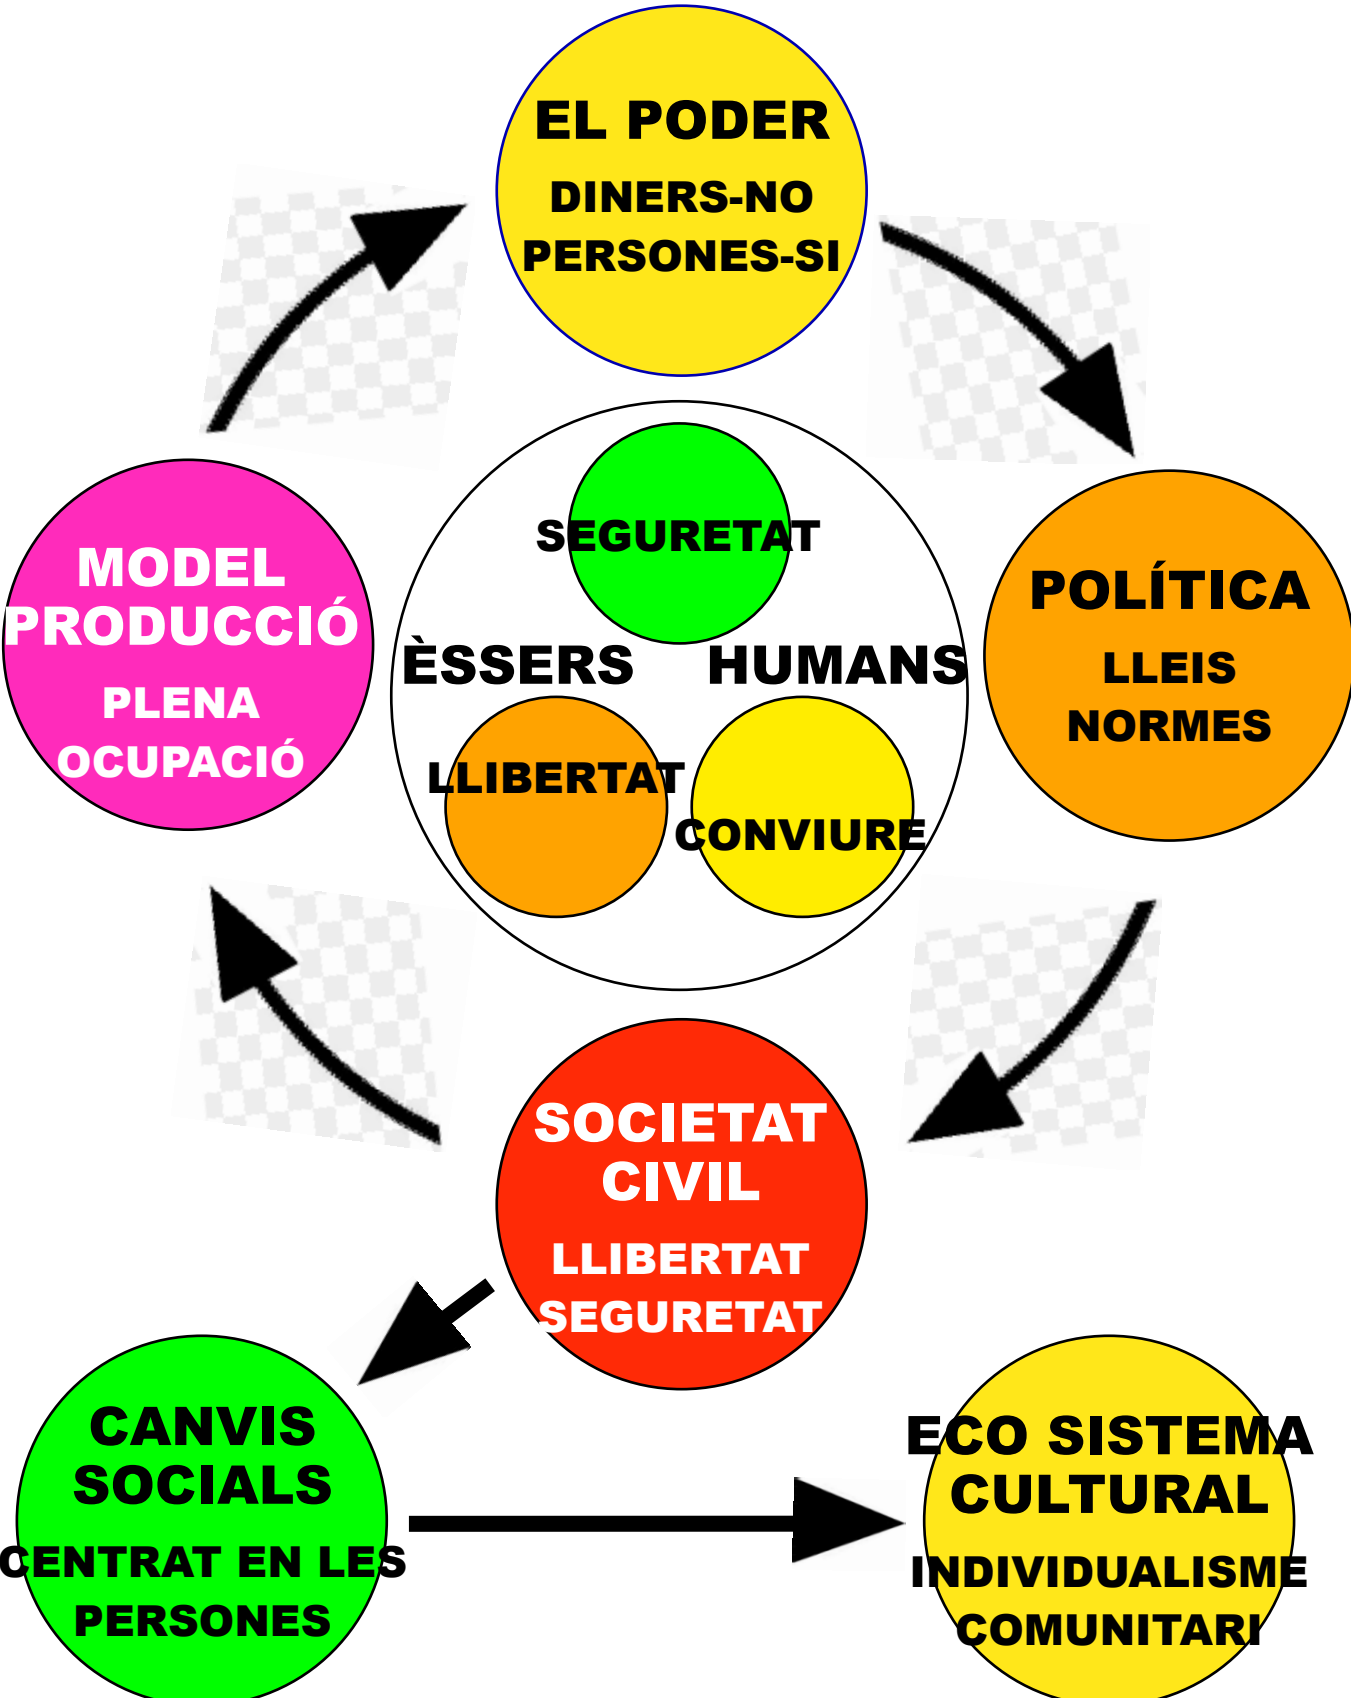 EL PODER
DINERS-NO
PERSONES-SI
SEGURETAT
MODEL
PRODUCCIÓ
PLENA
OCUPACIÓ
ÈSSERS HUMANS
LLIBERTAT
CONVIURE
POLÍTICA
LLEIS
NORMES
SOCIETAT
CIVIL
LLIBERTAT
SEGURETAT
CANVIS
SOCIALS
CENTRAT EN LES
PERSONES
ECO SISTEMA
CULTURAL
INDIVIDUALISME
COMUNITARI